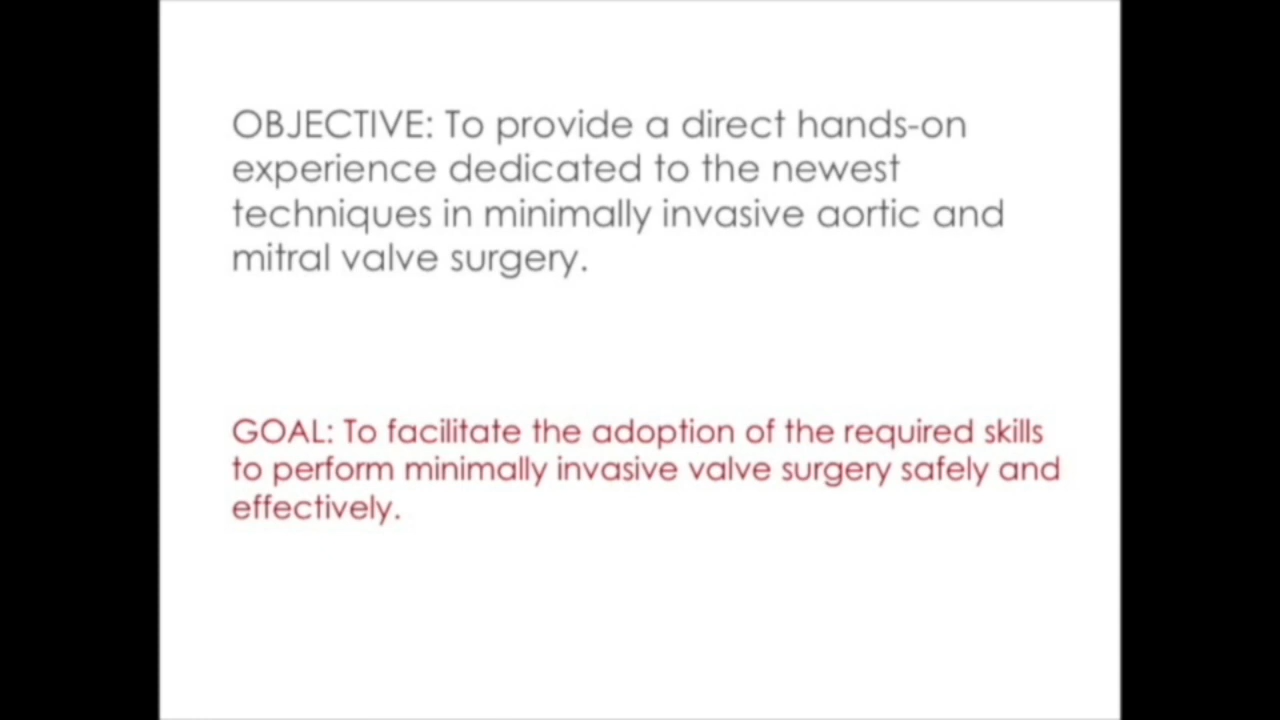 OBJECTIVE: To provide a direct hands-on
experience dedicated to the newest
techniques in minimally invasive aortic and
mitral valve surgery.
GOAL: To facilitate the adoption of the required skills
to perform minimally invasive valve surgery safely and
effectively.